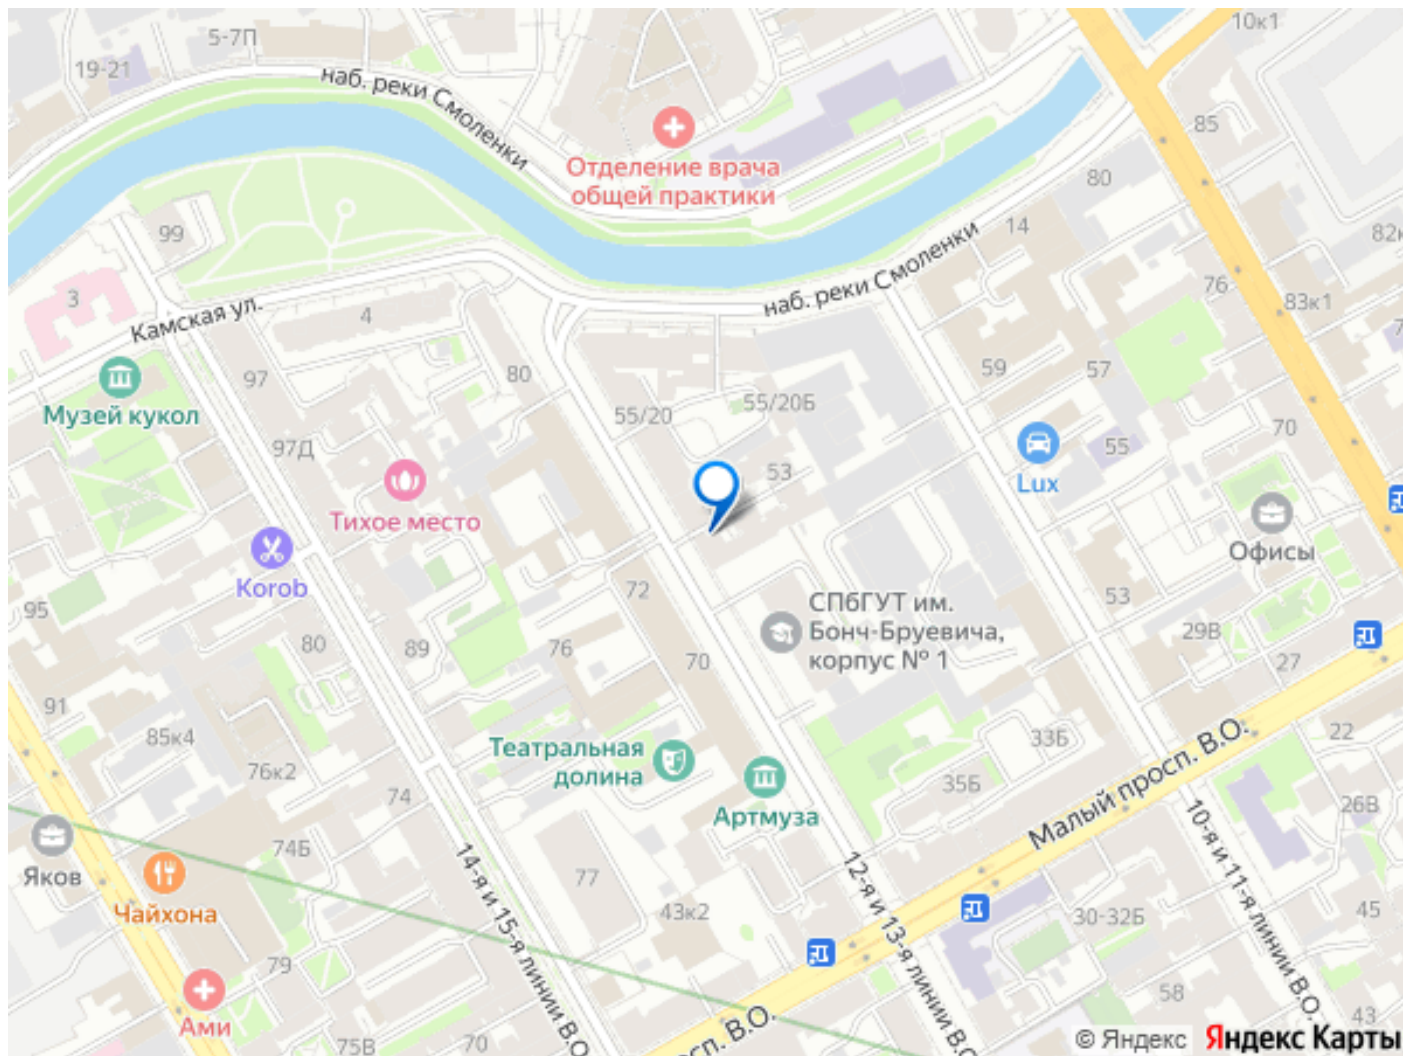 5-7П
10к1
19-21
наб. реки Смоленки
85
Отделение врача
общей практики
80
99
14
наб. реки Смоленки
3
76
83к1
Камская ул.
4
59
57
97
80
Музей кукол
55/20
55/20Б
70
97Д
53
55
Lux
Тихое место
Офисы
Korob
72
СПбГУТ им.
Бонч-Бруевича,
корпус № 1
53
95
29В
80
89
76
70
27
91
85к4
Театральная
долина
33Б
22
76к2
35Б
74
Артмуза
Малый просп. В.О.
26В
74Б
Яков
77
14-я и 15-я линии В.О.
12-я и 13-я линии В.О.
10-я и 11-я линии В.О.
Чайхона
43к2
30-32Б
45
79
58
Ами
43
75В
70
просп. В.О.
© Яндекс Яндекс Карты